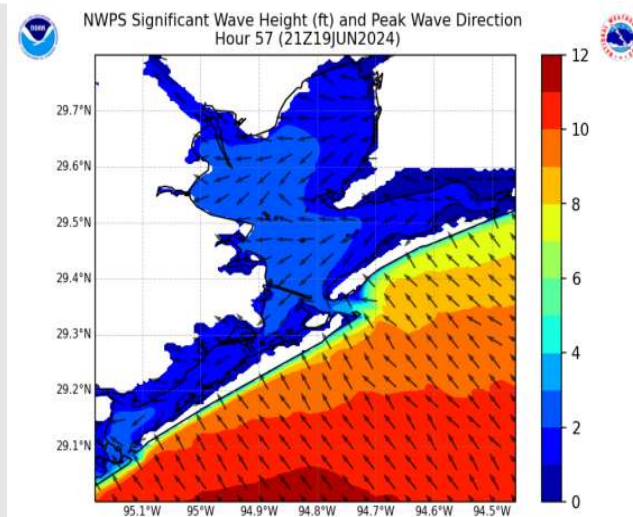 NWPS Significant Wave Height (ft) and Peak Wave Direction
Hour 57 (21Z19JUN2024)
NOAA
12
29.7°N
10
29.6°N
8
29.5°N
29.4°N
6
29.3°N
4
29.2°N
2
29.1°N
0
95.1°W 95°W 94.9°W 94.8°W 94.7°W 94.6°W 94.5°W